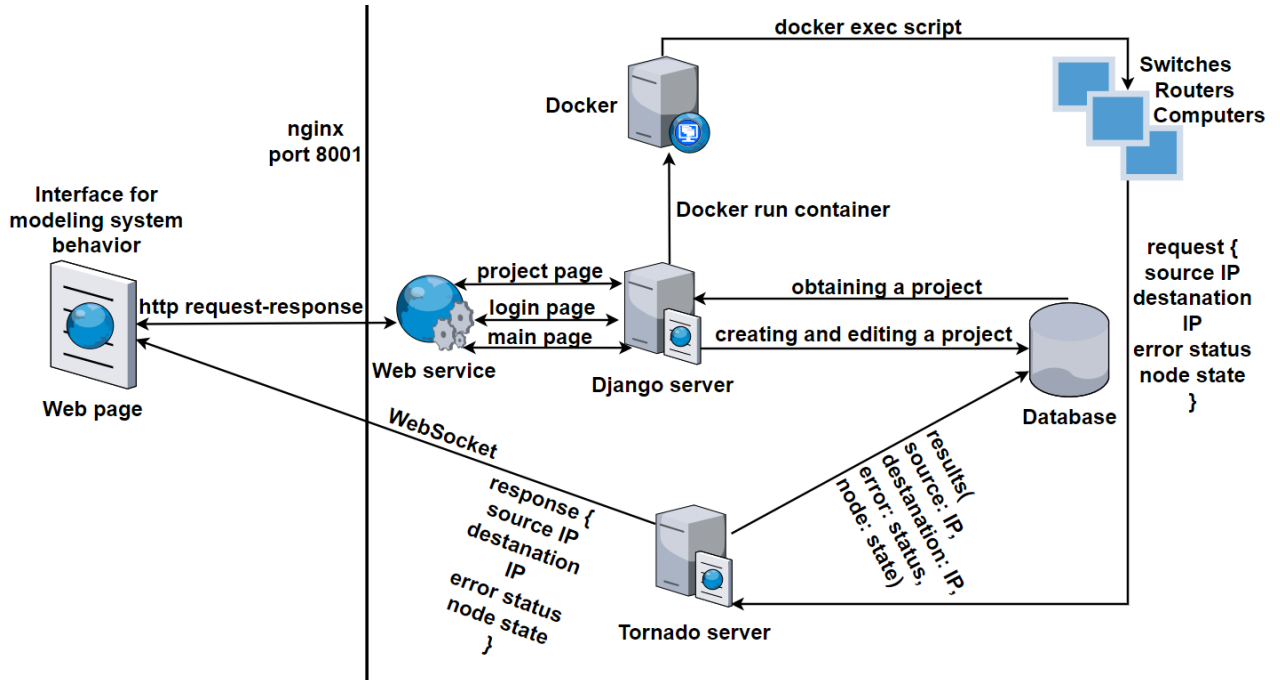 docker exec script
Switches
Routers
Computers
Docker
nginx
port 8001
Interface for
modeling system
behavior
Docker run container
request {
source IP
destanation
IP
error status
node state
}
project page
obtaining a project
http request-response
login page
main page
creating and editing a project
Web service
Django server
Web page
Database
WebSocket
response {
source IP
destanation
IP
error status
node state
}
results(
source: IP,
destanation: IP,
error: status,
node: state)
Tornado server